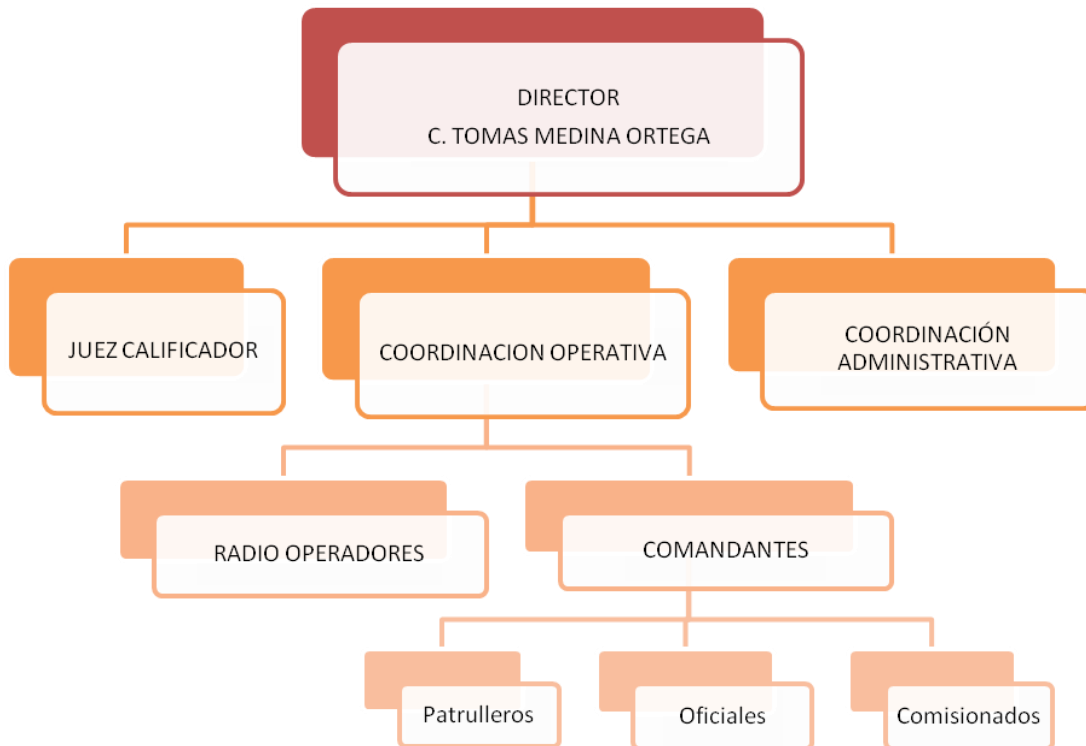 DIRECTOR
C. TOMAS MEDINA ORTEGA
JUEZ CALIFICADOR
COORDINACION OPERATIVA
COORDINACIÓN
ADMINISTRATIVA
RADIO OPERADORES
COMANDANTES
Patrulleros
Oficiales
Comisionados